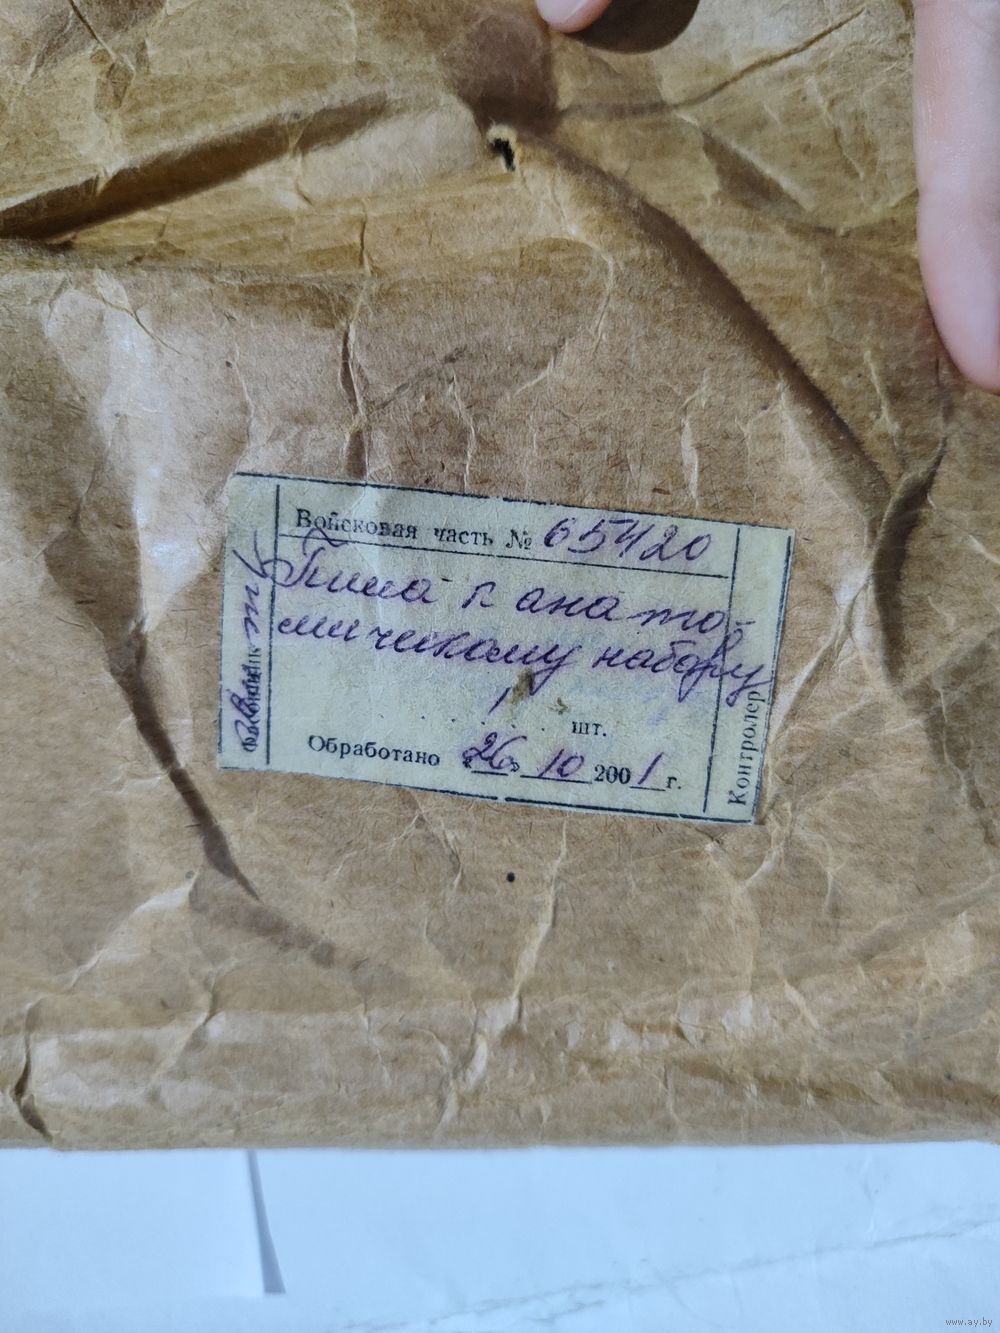 Войсковая часть № 65420
Пила к анато-
мическому набору
1 шт.
Обработано «26» 10 2001 г.
Контролер
www.ay.by